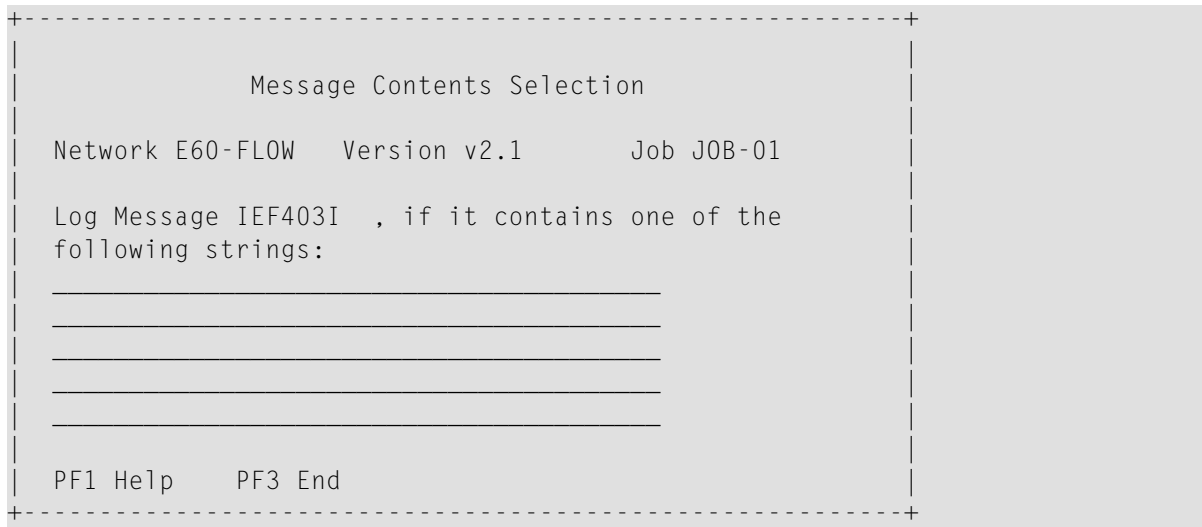 Message Contents Selection
Network E60-FLOW Version v2.1 Job JOB-01
Log Message IEF403I , if it contains one of the
following strings:
PF1 Help PF3 End